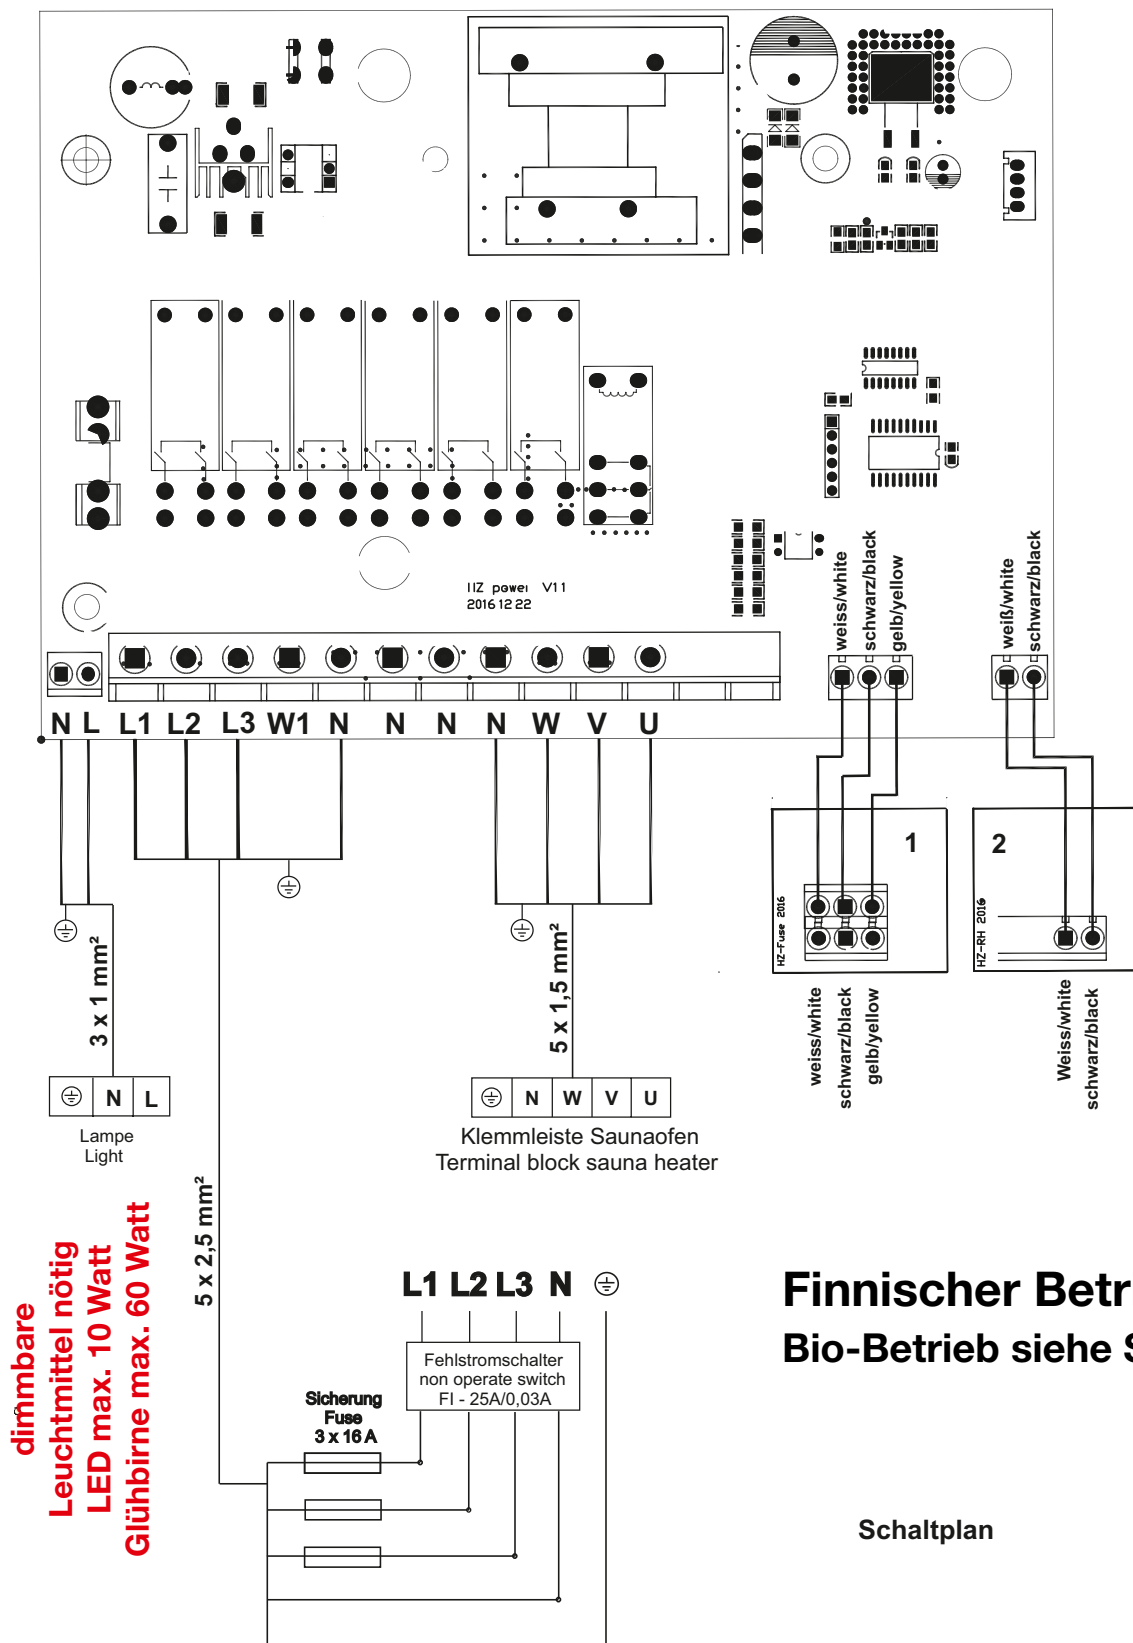 HZ power V11
2016 12 22
weiss/white
schwarz/black
gelb/yellow
weiß/white
schwarz/black
N L L1 L2 L3 W1 N N N N W V U
1
2
HZ-Fuse 2016
HZ-RH 2016
weiss/white
schwarz/black
gelb/yellow
Weiss/white
schwarz/black
3 x 1 mm²
5 x 1,5 mm²
N L
Lampe
Light
N W V U
Klemmleiste Saunaofen
Terminal block sauna heater
5 x 2,5 mm²
dimmbare
Leuchtmittel nötig
LED max. 10 Watt
Glühbirne max. 60 Watt
L1 L2 L3 N
Fehlstromschalter
non operate switch
FI - 25A/0,03A
Sicherung
Fuse
3 x 16 A
Finnischer Betr
Bio-Betrieb siehe S
Schaltplan